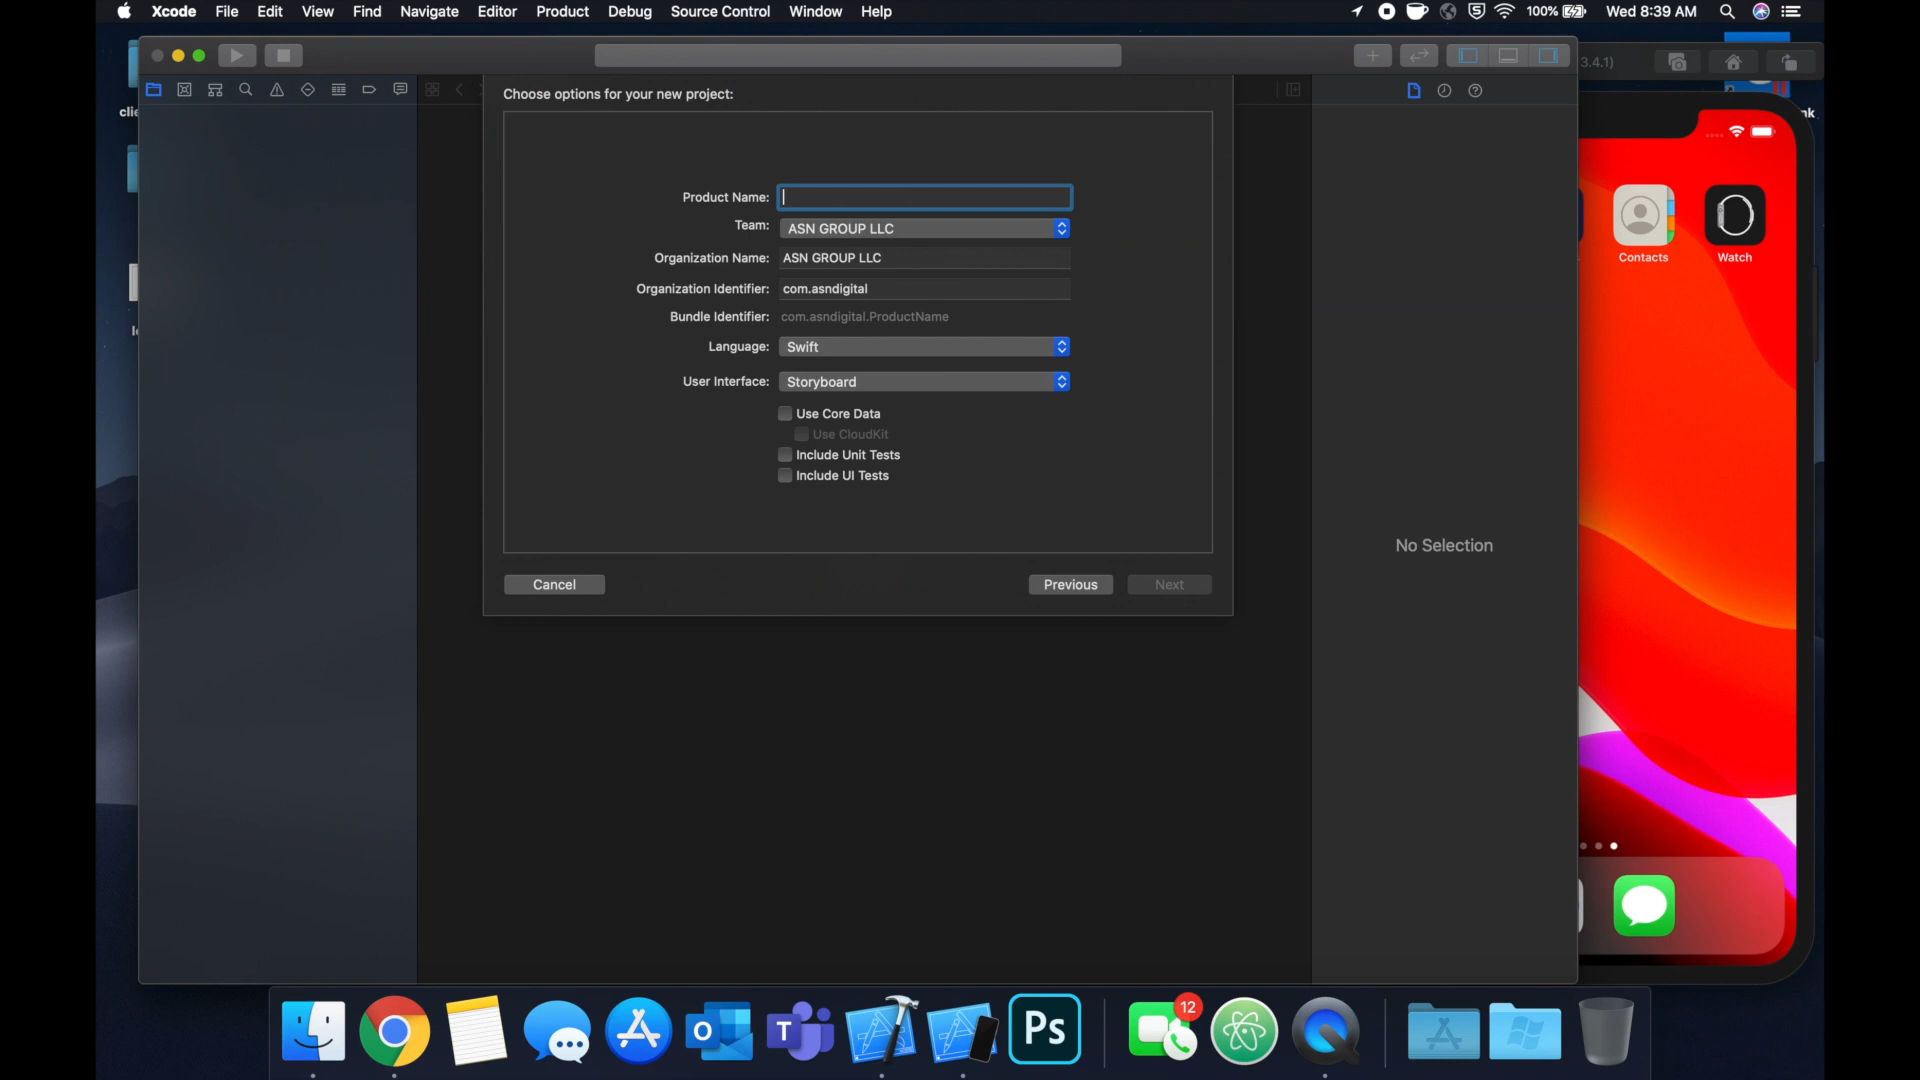 Xcode File Edit View Find Navigate Editor Product Debug Source Control Window Help
100% Wed 8:39 AM
3.4.1)
Choose options for your new project:
Product Name:
Team: ASN GROUP LLC
Organization Name: ASN GROUP LLC
Organization Identifier: com.asndigital
Bundle Identifier: com.asndigital.ProductName
Language: Swift
User Interface: Storyboard
Use Core Data
Use CloudKit
Include Unit Tests
Include UI Tests
Cancel Previous Next
No Selection
Contacts Watch
T
Ps
12